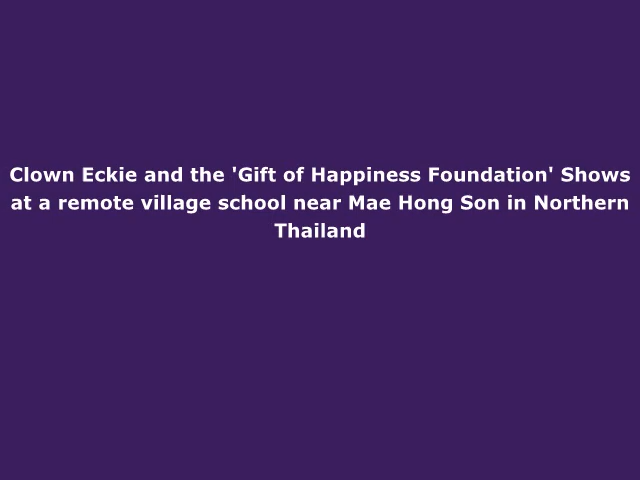 Clown Eckie and the 'Gift of Happiness Foundation' Shows
at a remote village school near Mae Hong Son in Northern
Thailand